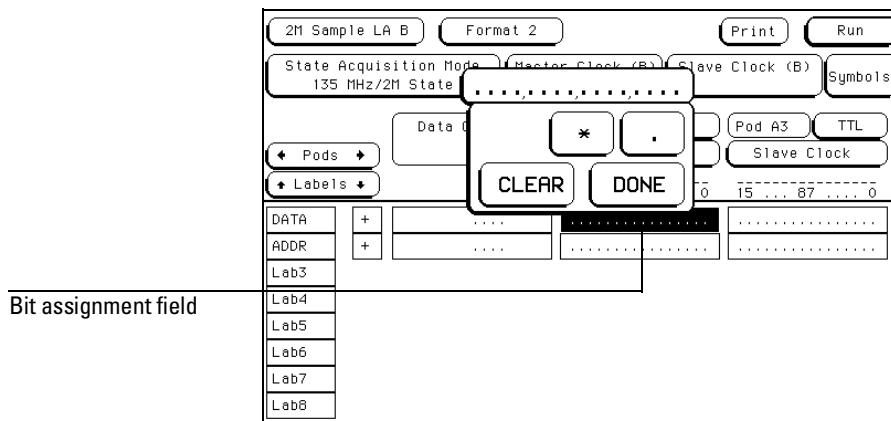 2M Sample LA B Format 2 Print Run
State Acquisition Mode Master Clock (B) Slave Clock (B) Symbols
135 MHz/2M State
....,....,....,....
Data * . Pod A3 TTL
← Pods → Slave Clock
↑ Labels ↓ CLEAR DONE 0 15 ... 87 .... 0
DATA + .... ................ ................
ADDR + .... ................ ................
Lab3
Lab4
Bit assignment field
Lab5
Lab6
Lab7
Lab8